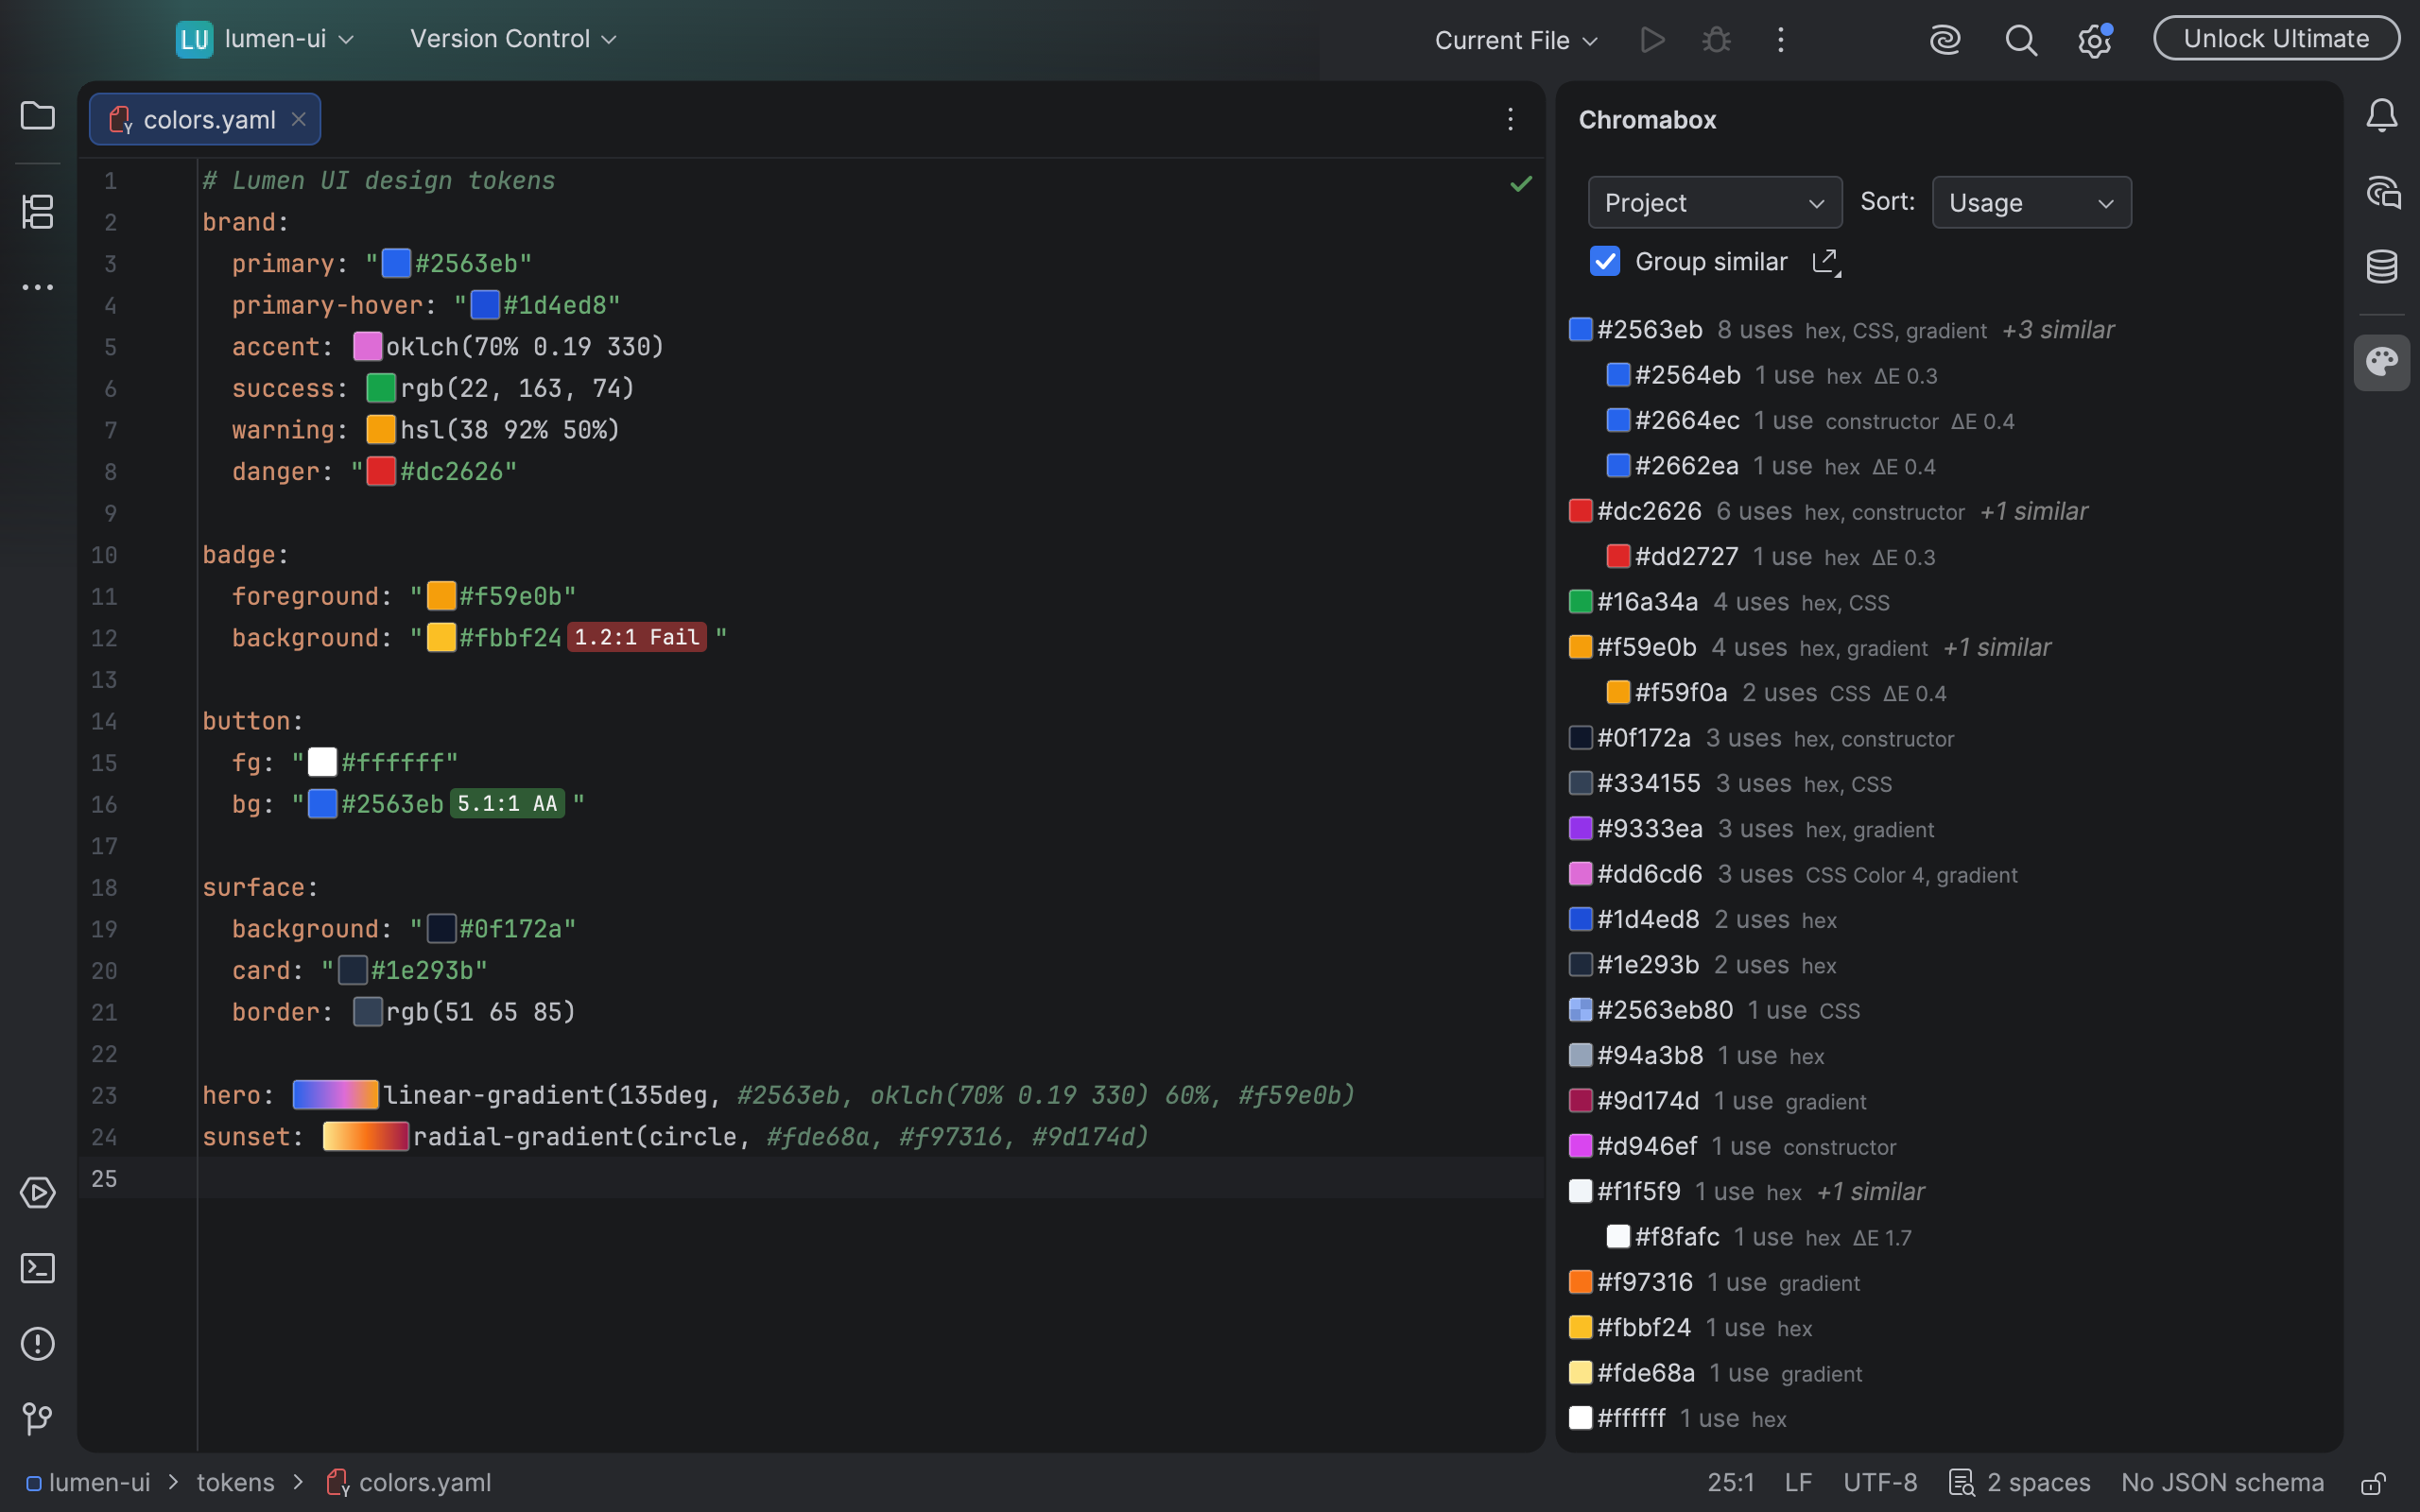 LU lumen-ui Version Control Current File Unlock Ultimate
colors.yaml
1 # Lumen UI design tokens
2 brand:
3 primary: "#2563eb"
4 primary-hover: "#1d4ed8"
5 accent: oklch(70% 0.19 330)
6 success: rgb(22, 163, 74)
7 warning: hsl(38 92% 50%)
8 danger: "#dc2626"
9
10 badge:
11 foreground: "#f59e0b"
12 background: "#fbbf24 1.2:1 Fail "
13
14 button:
15 fg: "#ffffff"
16 bg: "#2563eb 5.1:1 AA "
17
18 surface:
19 background: "#0f172a"
20 card: "#1e293b"
21 border: rgb(51 65 85)
22
23 hero: linear-gradient(135deg, #2563eb, oklch(70% 0.19 330) 60%, #f59e0b)
24 sunset: radial-gradient(circle, #fde68a, #f97316, #9d174d)
25
Chromabox
Project Sort: Usage
Group similar
#2563eb 8 uses hex, CSS, gradient +3 similar
#2564eb 1 use hex ΔE 0.3
#2664ec 1 use constructor ΔE 0.4
#2662ea 1 use hex ΔE 0.4
#dc2626 6 uses hex, constructor +1 similar
#dd2727 1 use hex ΔE 0.3
#16a34a 4 uses hex, CSS
#f59e0b 4 uses hex, gradient +1 similar
#f59f0a 2 uses CSS ΔE 0.4
#0f172a 3 uses hex, constructor
#334155 3 uses hex, CSS
#9333ea 3 uses hex, gradient
#dd6cd6 3 uses CSS Color 4, gradient
#1d4ed8 2 uses hex
#1e293b 2 uses hex
#2563eb80 1 use CSS
#94a3b8 1 use hex
#9d174d 1 use gradient
#d946ef 1 use constructor
#f1f5f9 1 use hex +1 similar
#f8fafc 1 use hex ΔE 1.7
#f97316 1 use gradient
#fbbf24 1 use hex
#fde68a 1 use gradient
#ffffff 1 use hex
lumen-ui > tokens > colors.yaml 25:1 LF UTF-8 2 spaces No JSON schema